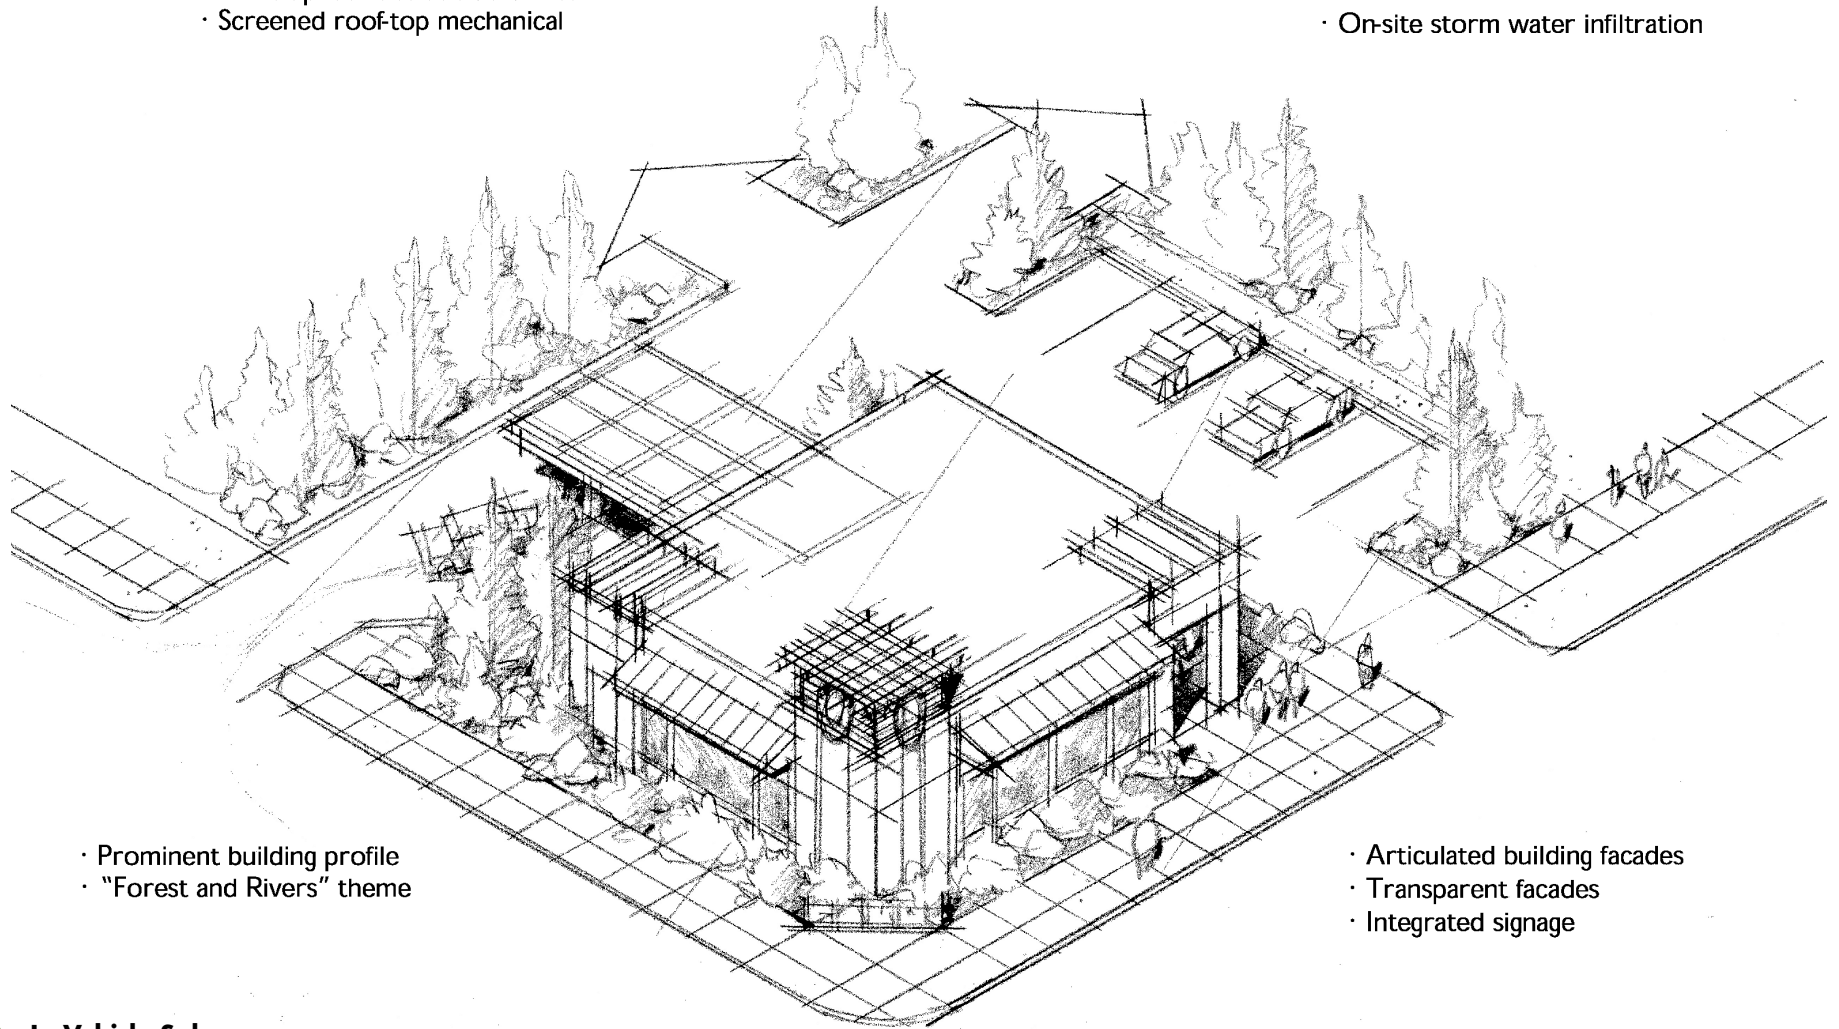 · Screened roof-top mechanical
· On-site storm water infiltration
· Prominent building profile
· “Forest and Rivers” theme
· Articulated building facades
· Transparent facades
· Integrated signage